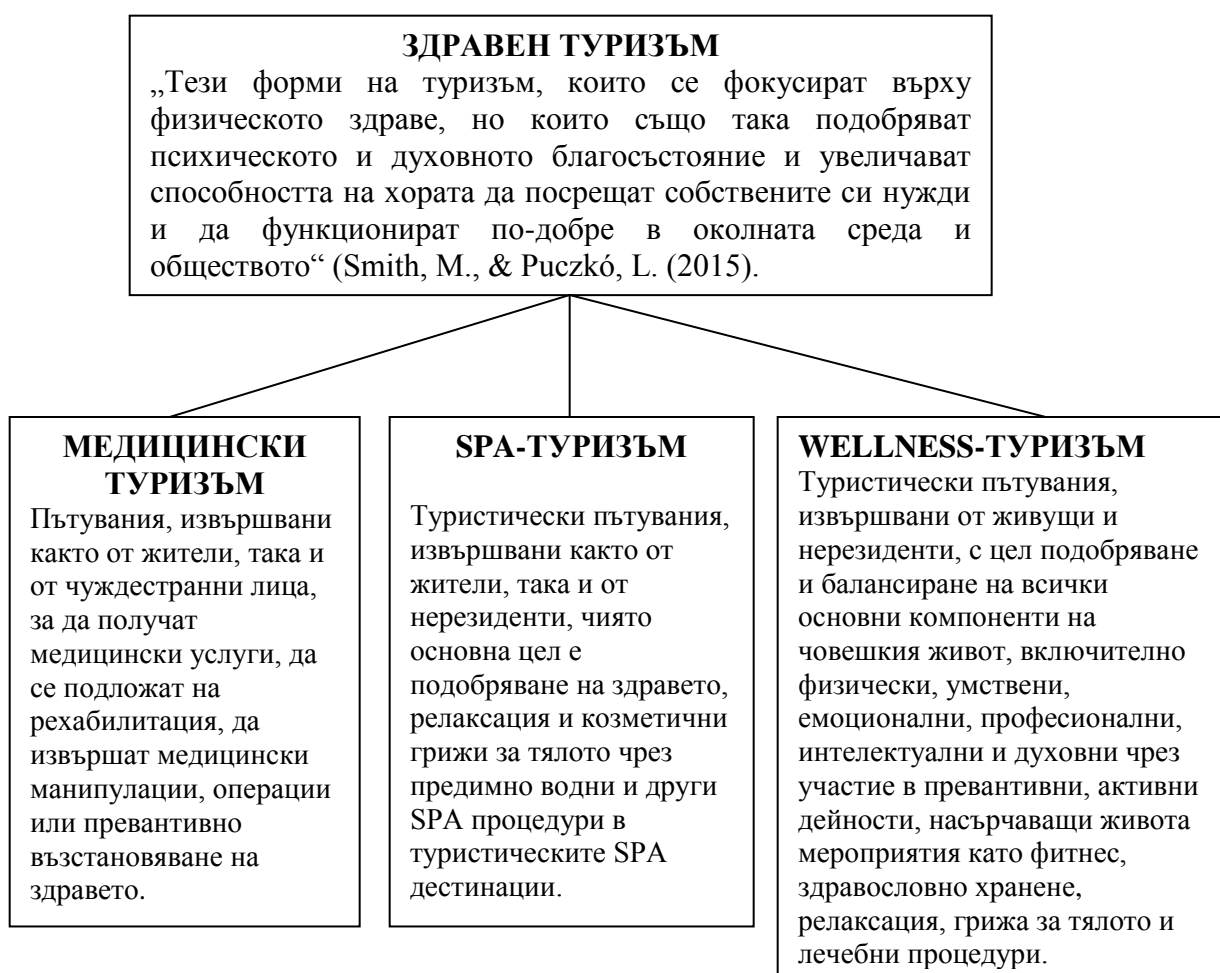 ЗДРАВЕН ТУРИЗЪМ
„Тези форми на туризъм, които се фокусират върху
физическото здраве, но които също така подобряват
психическото и духовното благосъстояние и увеличават
способността на хората да посрещат собствените си нужди
и да функционират по-добре в околната среда и
обществото“ (Smith, M., & Puczkó, L. (2015).
МЕДИЦИНСКИ
ТУРИЗЪМ
Пътувания, извършвани
както от жители, така и
от чуждестранни лица,
за да получат
медицински услуги, да
се подложат на
рехабилитация, да
извършат медицински
манипулации, операции
или превантивно
възстановяване на
здравето.
SPA-ТУРИЗЪМ
Туристически пътувания,
извършвани както от
жители, така и от
нерезиденти, чиято
основна цел е
подобряване на здравето,
релаксация и козметични
грижи за тялото чрез
предимно водни и други
SPA процедури в
туристическите SPA
дестинации.
WELLNESS-ТУРИЗЪМ
Туристически пътувания,
извършвани от живущи и
нерезиденти, с цел подобряване
и балансиране на всички
основни компоненти на
човешкия живот, включително
физически, умствени,
емоционални, професионални,
интелектуални и духовни чрез
участие в превантивни, активни
дейности, насърчаващи живота
мероприятия като фитнес,
здравословно хранене,
релаксация, грижа за тялото и
лечебни процедури.